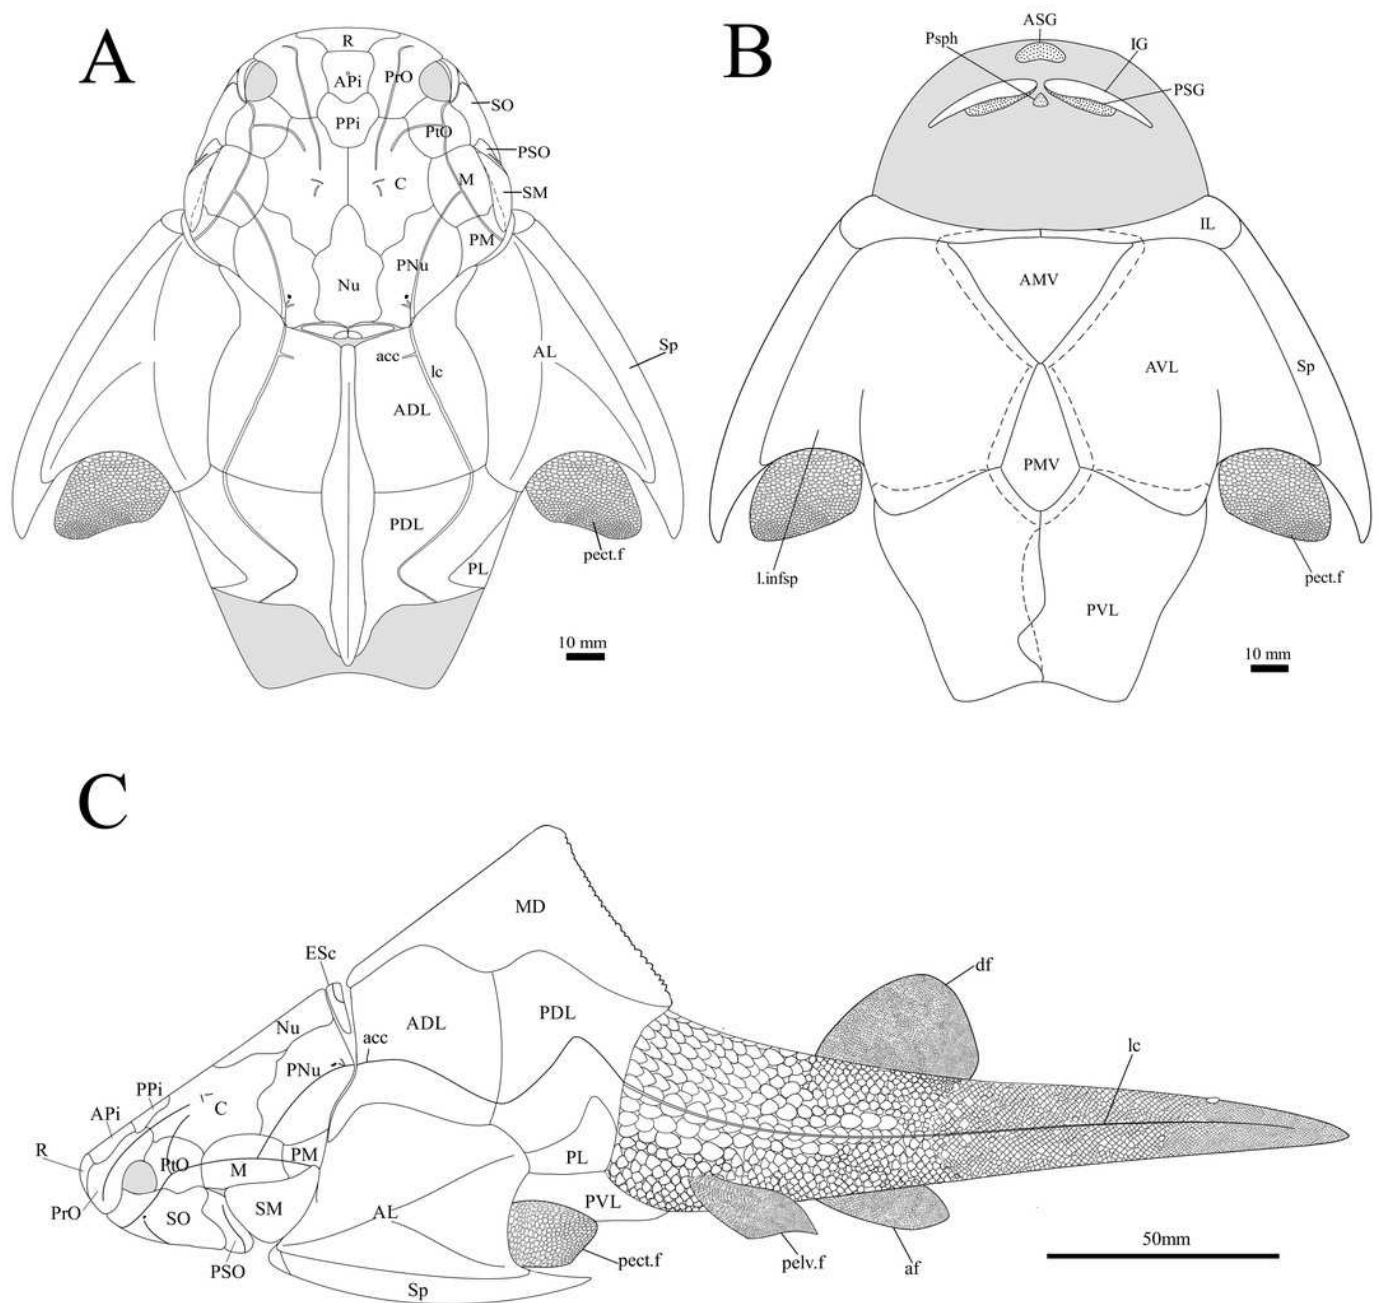 A
R
APi
PrO
SO
PPi
PtO
PSO
C
M
SM
PM
PNu
Nu
acc
lc
AL
Sp
ADL
PDL
PL
pect.f
10 mm
B
ASG
Psph
IG
PSG
IL
AMV
AVL
Sp
PMV
l.infsp
PVL
pect.f
10 mm
C
MD
ESc
df
Nu
ADL
PDL
acc
lc
PNu
PPi
C
APi
R
PtO
M
PM
PL
PrO
SO
SM
AL
PVL
PSO
pect.f
pelv.f
af
Sp
50mm